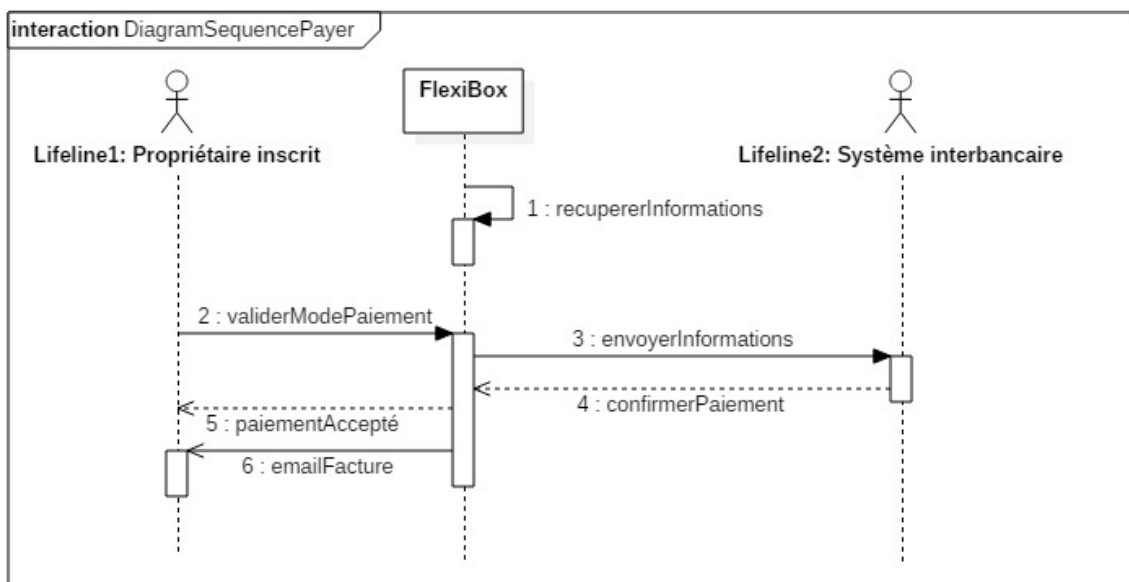 interaction DiagramSequencePayer
FlexiBox
Lifeline1: Propriétaire inscrit
Lifeline2: Système interbancaire
1 : recupererInformations
2 : validerModePaiement
3 : envoyerInformations
4 : confirmerPaiement
5 : paiementAccepté
6 : emailFacture